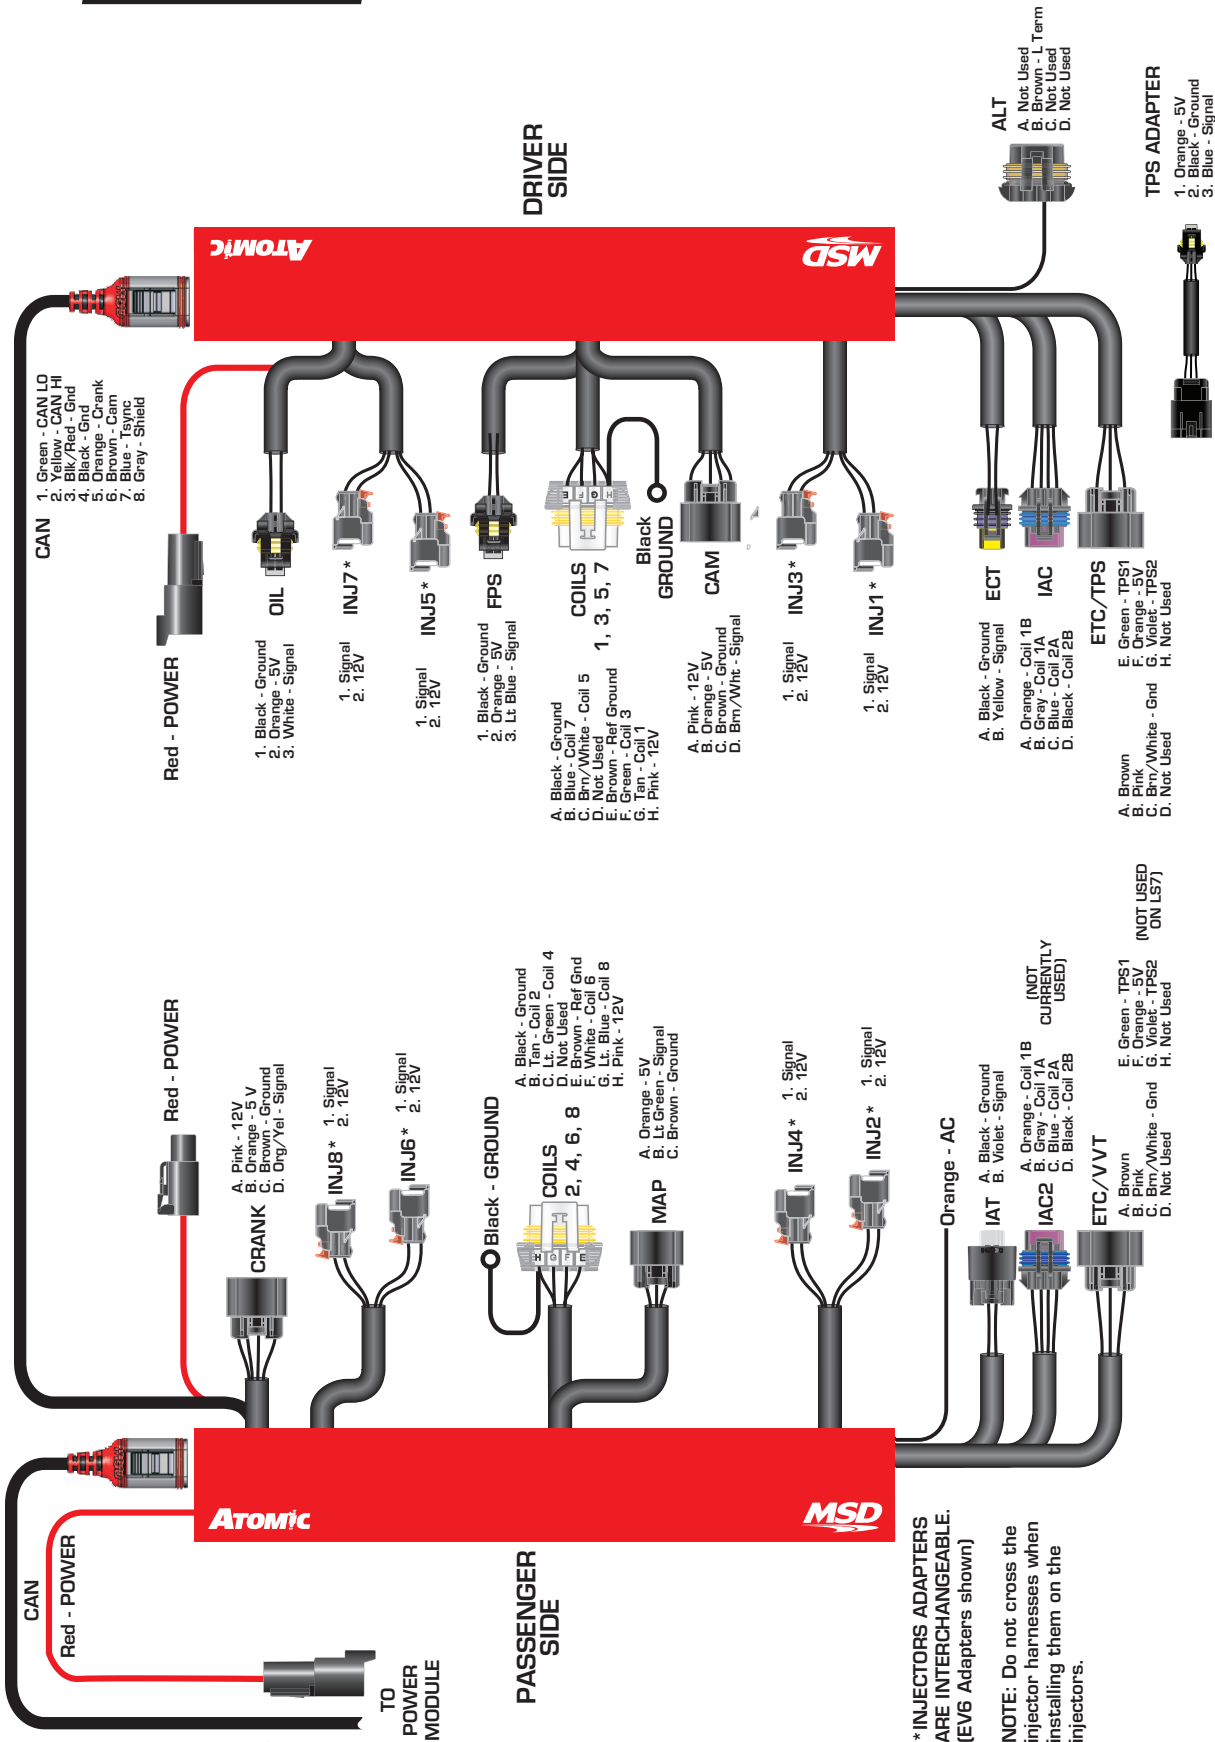 CAN
1. Green - CAN LO
2. Yellow - CAN HI
3. Blk/Red - Gnd
4. Black - Gnd
5. Orange - Crank
6. Brown - Cam
7. Blue - Tsync
8. Gray - Shield
Red - POWER
OIL
1. Black - Ground
2. Orange - 5V
3. White - Signal
INJ7*
1. Signal
2. 12V
INJ5*
1. Signal
2. 12V
FPS
1. Black - Ground
2. Orange - 5V
3. Lt Blue - Signal
COILS
1, 3, 5, 7
E
F
G
H
A. Black - Ground
B. Blue - Coil 7
C. Brn/White - Coil 5
D. Not Used
E. Brown - Ref Ground
F. Green - Coil 3
G. Tan - Coil 1
H. Pink - 12V
Black
GROUND
CAM
A. Pink - 12V
B. Orange - 5V
C. Brown - Ground
D. Brn/Wht - Signal
INJ3*
1. Signal
2. 12V
INJ1*
1. Signal
2. 12V
ECT
A. Black - Ground
B. Yellow - Signal
IAC
A. Orange - Coil 1B
B. Gray - Coil 1A
C. Blue - Coil 2A
D. Black - Coil 2B
ETC/TPS
A. Brown
B. Pink
C. Brn/White - Gnd
D. Not Used
E. Green - TPS1
F. Orange - 5V
G. Violet - TPS2
H. Not Used
DRIVER
SIDE
ATOMIC
MSD
ALT
A. Not Used
B. Brown - L Term
C. Not Used
D. Not Used
TPS ADAPTER
1. Orange - 5V
2. Black - Ground
3. Blue - Signal
CAN
Red - POWER
TO
POWER
MODULE
PASSENGER
SIDE
ATOMIC
MSD
Red - POWER
CRANK
A. Pink - 12V
B. Orange - 5 V
C. Brown - Ground
D. Org/Yel - Signal
INJ8*
1. Signal
2. 12V
INJ6*
1. Signal
2. 12V
Black - GROUND
COILS
2, 4, 6, 8
H
G
F
E
A. Black - Ground
B. Tan - Coil 2
C. Lt. Green - Coil 4
D. Not Used
E. Brown - Ref Gnd
F. White - Coil 6
G. Lt. Blue - Coil 8
H. Pink - 12V
MAP
A. Orange - 5V
B. Lt Green - Signal
C. Brown - Ground
INJ4*
1. Signal
2. 12V
INJ2*
1. Signal
2. 12V
Orange - AC
IAT
A. Black - Ground
B. Violet - Signal
IAC2
A. Orange - Coil 1B
B. Gray - Coil 1A
C. Blue - Coil 2A
D. Black - Coil 2B
(NOT
CURRENTLY
USED)
ETC/VVT
A. Brown
B. Pink
C. Brn/White - Gnd
D. Not Used
E. Green - TPS1
F. Orange - 5V
G. Violet - TPS2
H. Not Used
(NOT USED
ON LS7)
*INJECTORS ADAPTERS
ARE INTERCHANGEABLE.
(EV6 Adapters shown)
NOTE: Do not cross the
injector harnesses when
installing them on the
injectors.